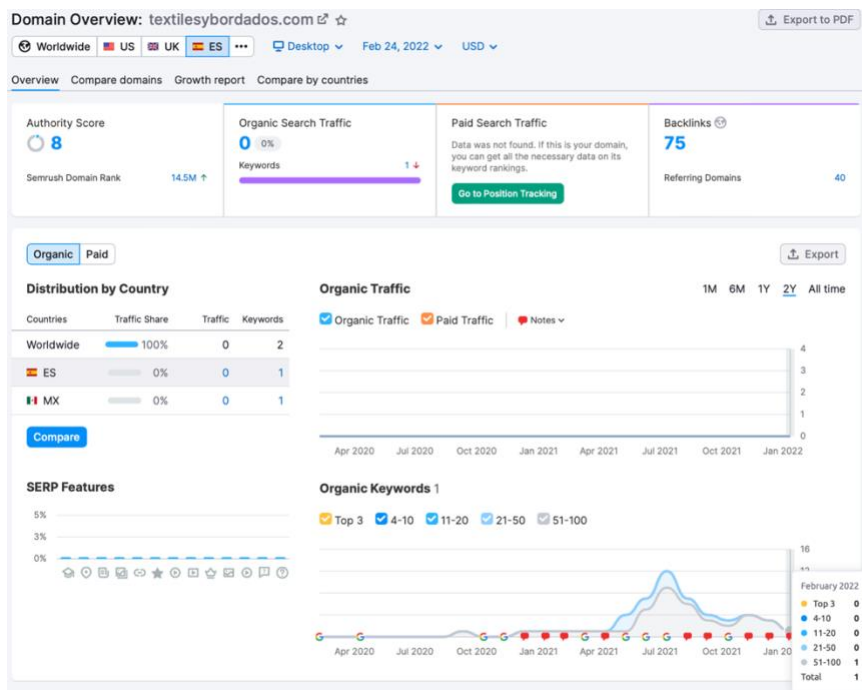 Domain Overview: textilesybordados.com
Export to PDF
Worldwide US UK ES ••• Desktop Feb 24, 2022 USD
Overview Compare domains Growth report Compare by countries
Authority Score
8
Semrush Domain Rank 14.5M ↑
Organic Search Traffic
0 0%
Keywords 1 ↓
Paid Search Traffic
Data was not found. If this is your domain,
you can get all the necessary data on its
keyword rankings.
Go to Position Tracking
Backlinks
75
Referring Domains 40
Organic Paid
Export
Distribution by Country
Countries Traffic Share Traffic Keywords
Worldwide 100% 0 2
ES 0% 0 1
MX 0% 0 1
Compare
Organic Traffic
1M 6M 1Y 2Y All time
Organic Traffic Paid Traffic Notes
4
3
2
1
0
Apr 2020 Jul 2020 Oct 2020 Jan 2021 Apr 2021 Jul 2021 Oct 2021 Jan 2022
SERP Features
5%
3%
0%
Organic Keywords 1
Top 3 4-10 11-20 21-50 51-100
16
12
Apr 2020 Jul 2020 Oct 2020 Jan 2021 Apr 2021 Jul 2021 Oct 2021 Jan 20
February 2022
Top 3 0
4-10 0
11-20 0
21-50 0
51-100 1
Total 1